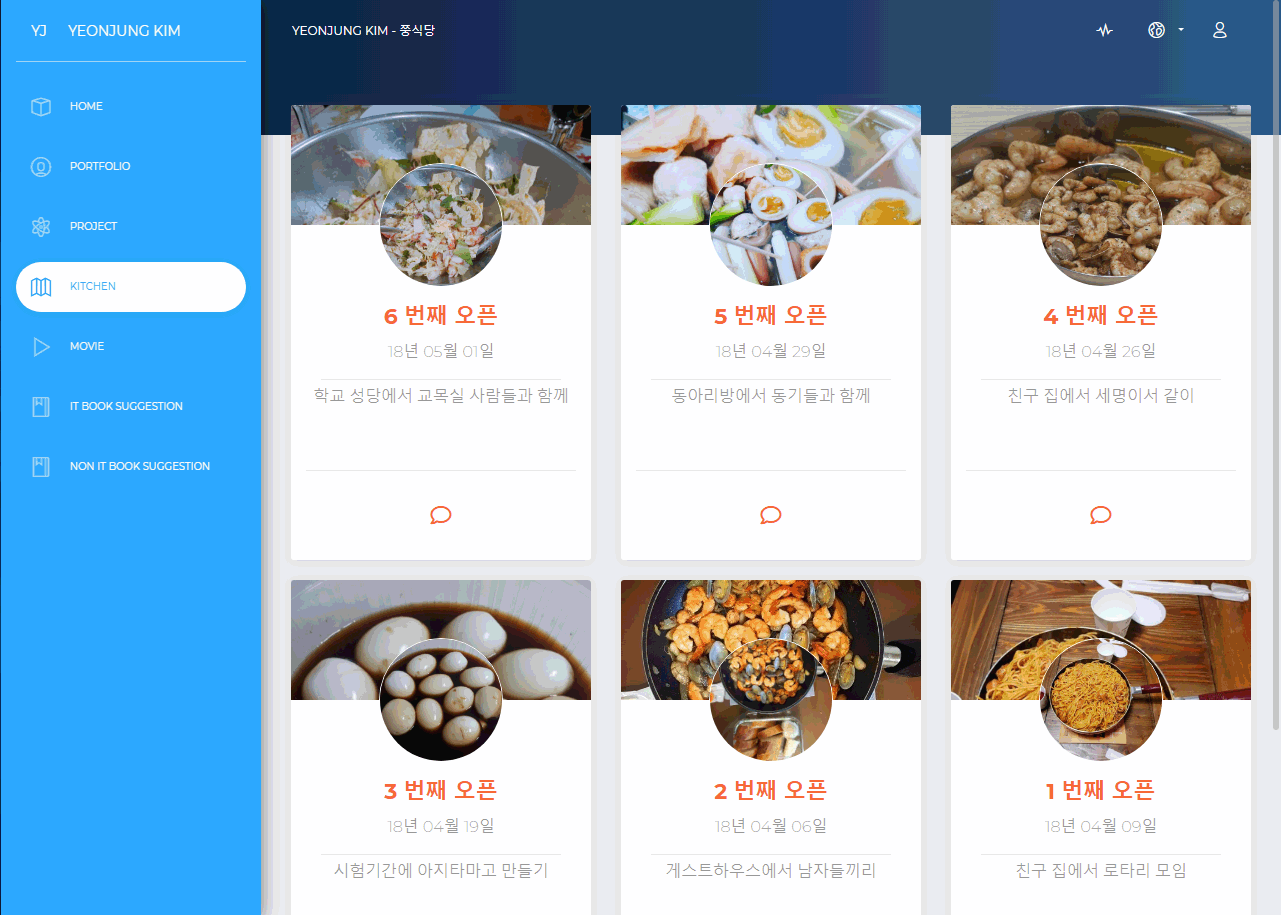 YJ YEONJUNG KIM
HOME
PORTFOLIO
PROJECT
KITCHEN
MOVIE
IT BOOK SUGGESTION
NON IT BOOK SUGGESTION
YEONJUNG KIM - 쭝식당
6 번째 오픈
18년 05월 01일
학교 성당에서 교목실 사람들과 함께
5 번째 오픈
18년 04월 29일
동아리방에서 동기들과 함께
4 번째 오픈
18년 04월 26일
친구 집에서 세명이서 같이
3 번째 오픈
18년 04월 19일
시험기간에 아지타마고 만들기
2 번째 오픈
18년 04월 06일
게스트하우스에서 남자들끼리
1 번째 오픈
18년 04월 09일
친구 집에서 로타리 모임